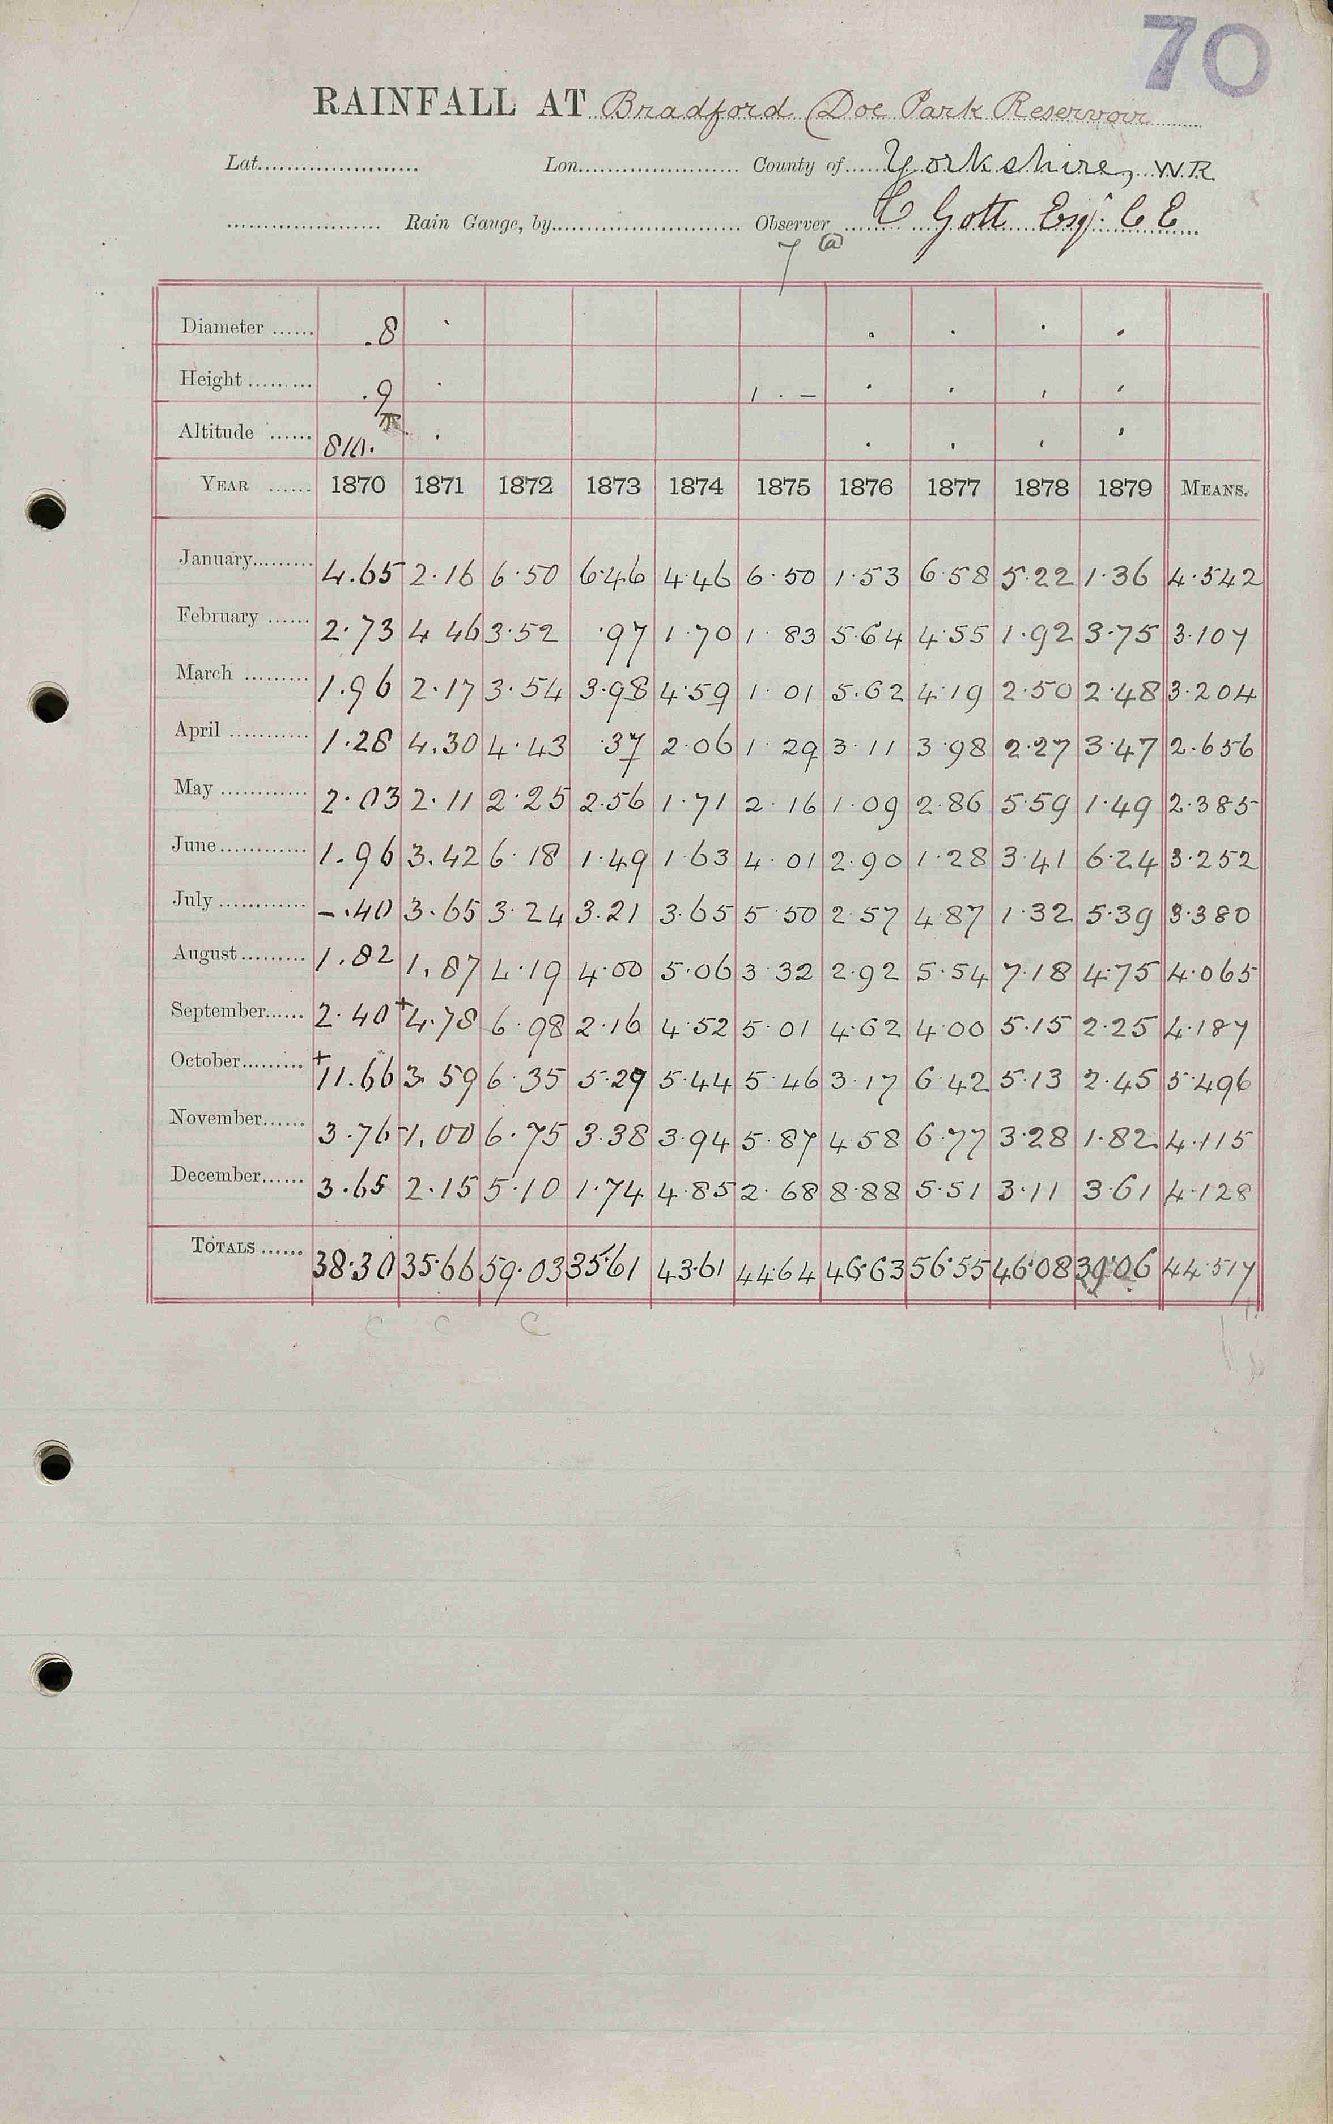 70
RAINFALL AT Bradford (Doe Park Reservoir
Lat. Lon. County of Yorkshire, W.R
Rain Gauge, by Observer C Gott Esqr. C E
7 (a)
Diameter 8
Height .9
Altitude
YEAR 1870 1871 1872 1873 1874 1875 1876 1877 1878 1879 MEANS.
January 4.65 2.16 6.50 6.46 4.46 6.50 1.53 6.58 5.22 1.36 4.542
February 2.73 4 46 3.52 .97 1.70 1 83 5.64 4.55 1.92 3.75 3.107
March 1.96 2.17 3.54 3.98 4.59 1 01 5.62 4.19 2.50 2.48 3.204
April 1.28 4.30 4.43 .37 2.06 1 29 3 11 3.98 2.27 3.47 2.656
May 2.03 2.11 2.25 2.56 1.71 2.16 1.09 2.86 5.59 1.49 2.385
June 1.96 3.42 6.18 1.49 1.63 4 01 2.90 1.28 3.41 6.24 3.252
July -.40 3.65 3.24 3.21 3.65 5 50 2.57 4.87 1.32 5.39 3.380
August 1.82 1.87 4.19 4.00 5.06 3 32 2.92 5.54 7.18 4.75 4.065
September 2.40 + 4.78 6.98 2.16 4.52 5.01 4.62 4.00 5.15 2.25 4.187
October + 11.66 3.59 6.35 5.29 5.44 5.46 3.17 6.42 5.13 2.45 5.496
November 3.76 1.00 6.75 3.38 3.94 5.87 4.58 6.77 3.28 1.82 4.115
December 3.65 2.15 5.10 1.74 4.85 2.68 8.88 5.51 3.11 3.61 4.128
TOTALS 38.30 35.66 59.03 35.61 43.61 44.64 46.63 56.55 46.08 39.06 44.517
c c c